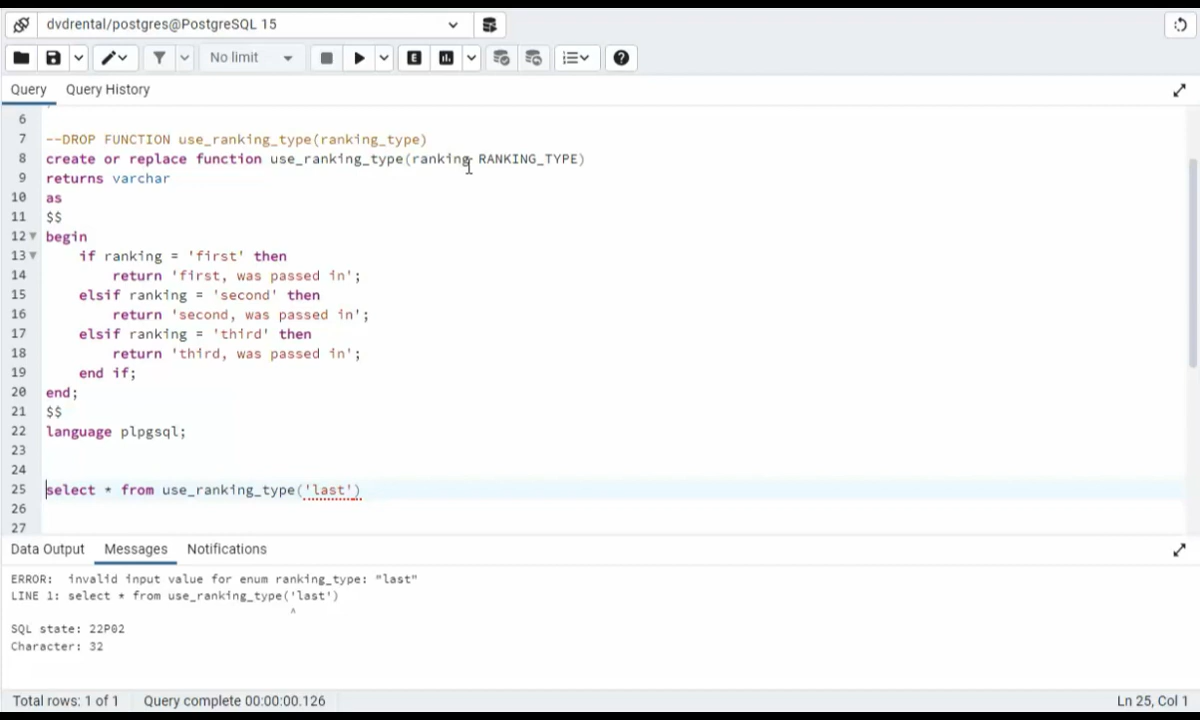 dvdrental/postgres@PostgreSQL 15
No limit
Query Query History
6
7 --DROP FUNCTION use_ranking_type(ranking_type)
8 create or replace function use_ranking_type(ranking RANKING_TYPE)
9 returns varchar
10 as
11 $$
12 begin
13 if ranking = 'first' then
14 return 'first, was passed in';
15 elsif ranking = 'second' then
16 return 'second, was passed in';
17 elsif ranking = 'third' then
18 return 'third, was passed in';
19 end if;
20 end;
21 $$
22 language plpgsql;
23
24
25 select * from use_ranking_type('last')
26
27
Data Output Messages Notifications
ERROR: invalid input value for enum ranking_type: "last"
LINE 1: select * from use_ranking_type('last')
^
SQL state: 22P02
Character: 32
Total rows: 1 of 1 Query complete 00:00:00.126 Ln 25, Col 1